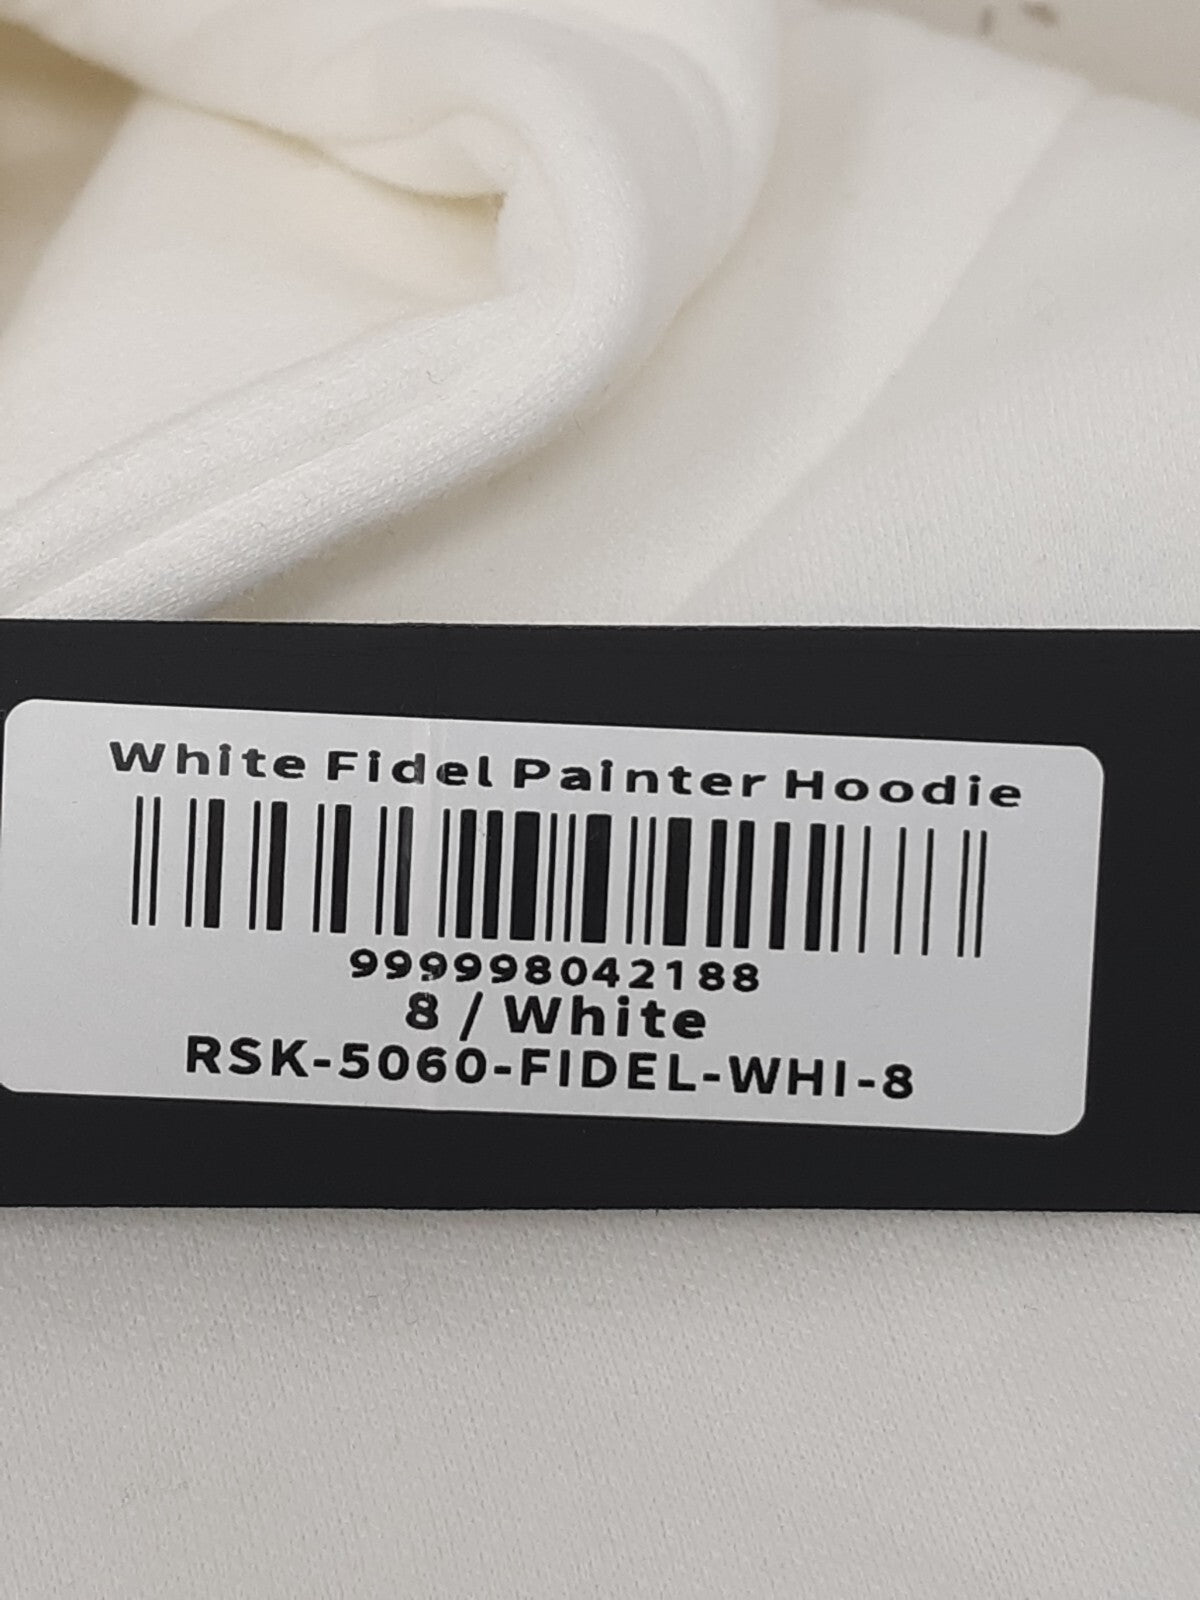 White Fidel Painter Hoodie
999998042188
8 / White
RSK-5060-FIDEL-WHI-8